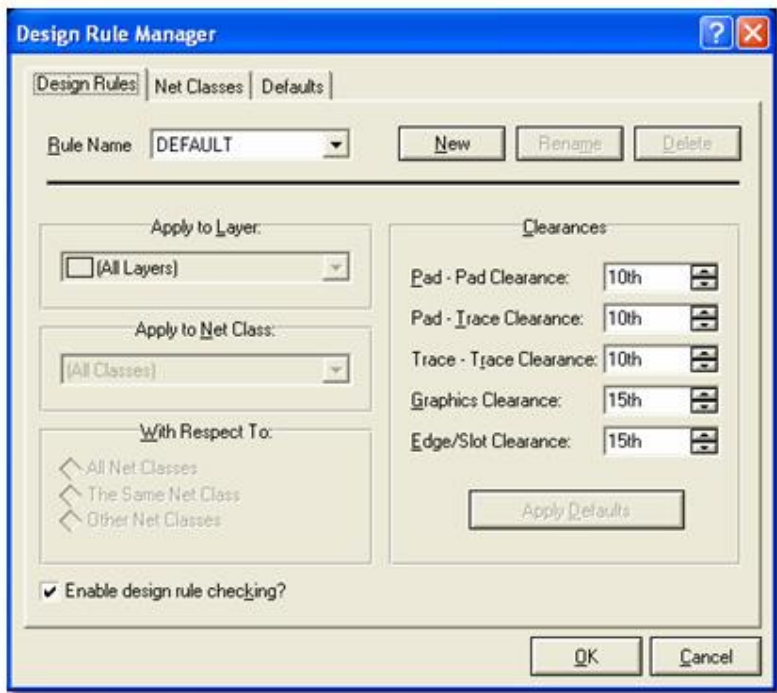 Design Rule Manager
Design Rules Net Classes Defaults
Rule Name DEFAULT New Rename Delete
Apply to Layer:
(All Layers)
Apply to Net Class:
(All Classes)
With Respect To:
All Net Classes
The Same Net Class
Other Net Classes
Clearances
Pad - Pad Clearance: 10th
Pad - Trace Clearance: 10th
Trace - Trace Clearance: 10th
Graphics Clearance: 15th
Edge/Slot Clearance: 15th
Apply Defaults
Enable design rule checking?
OK Cancel